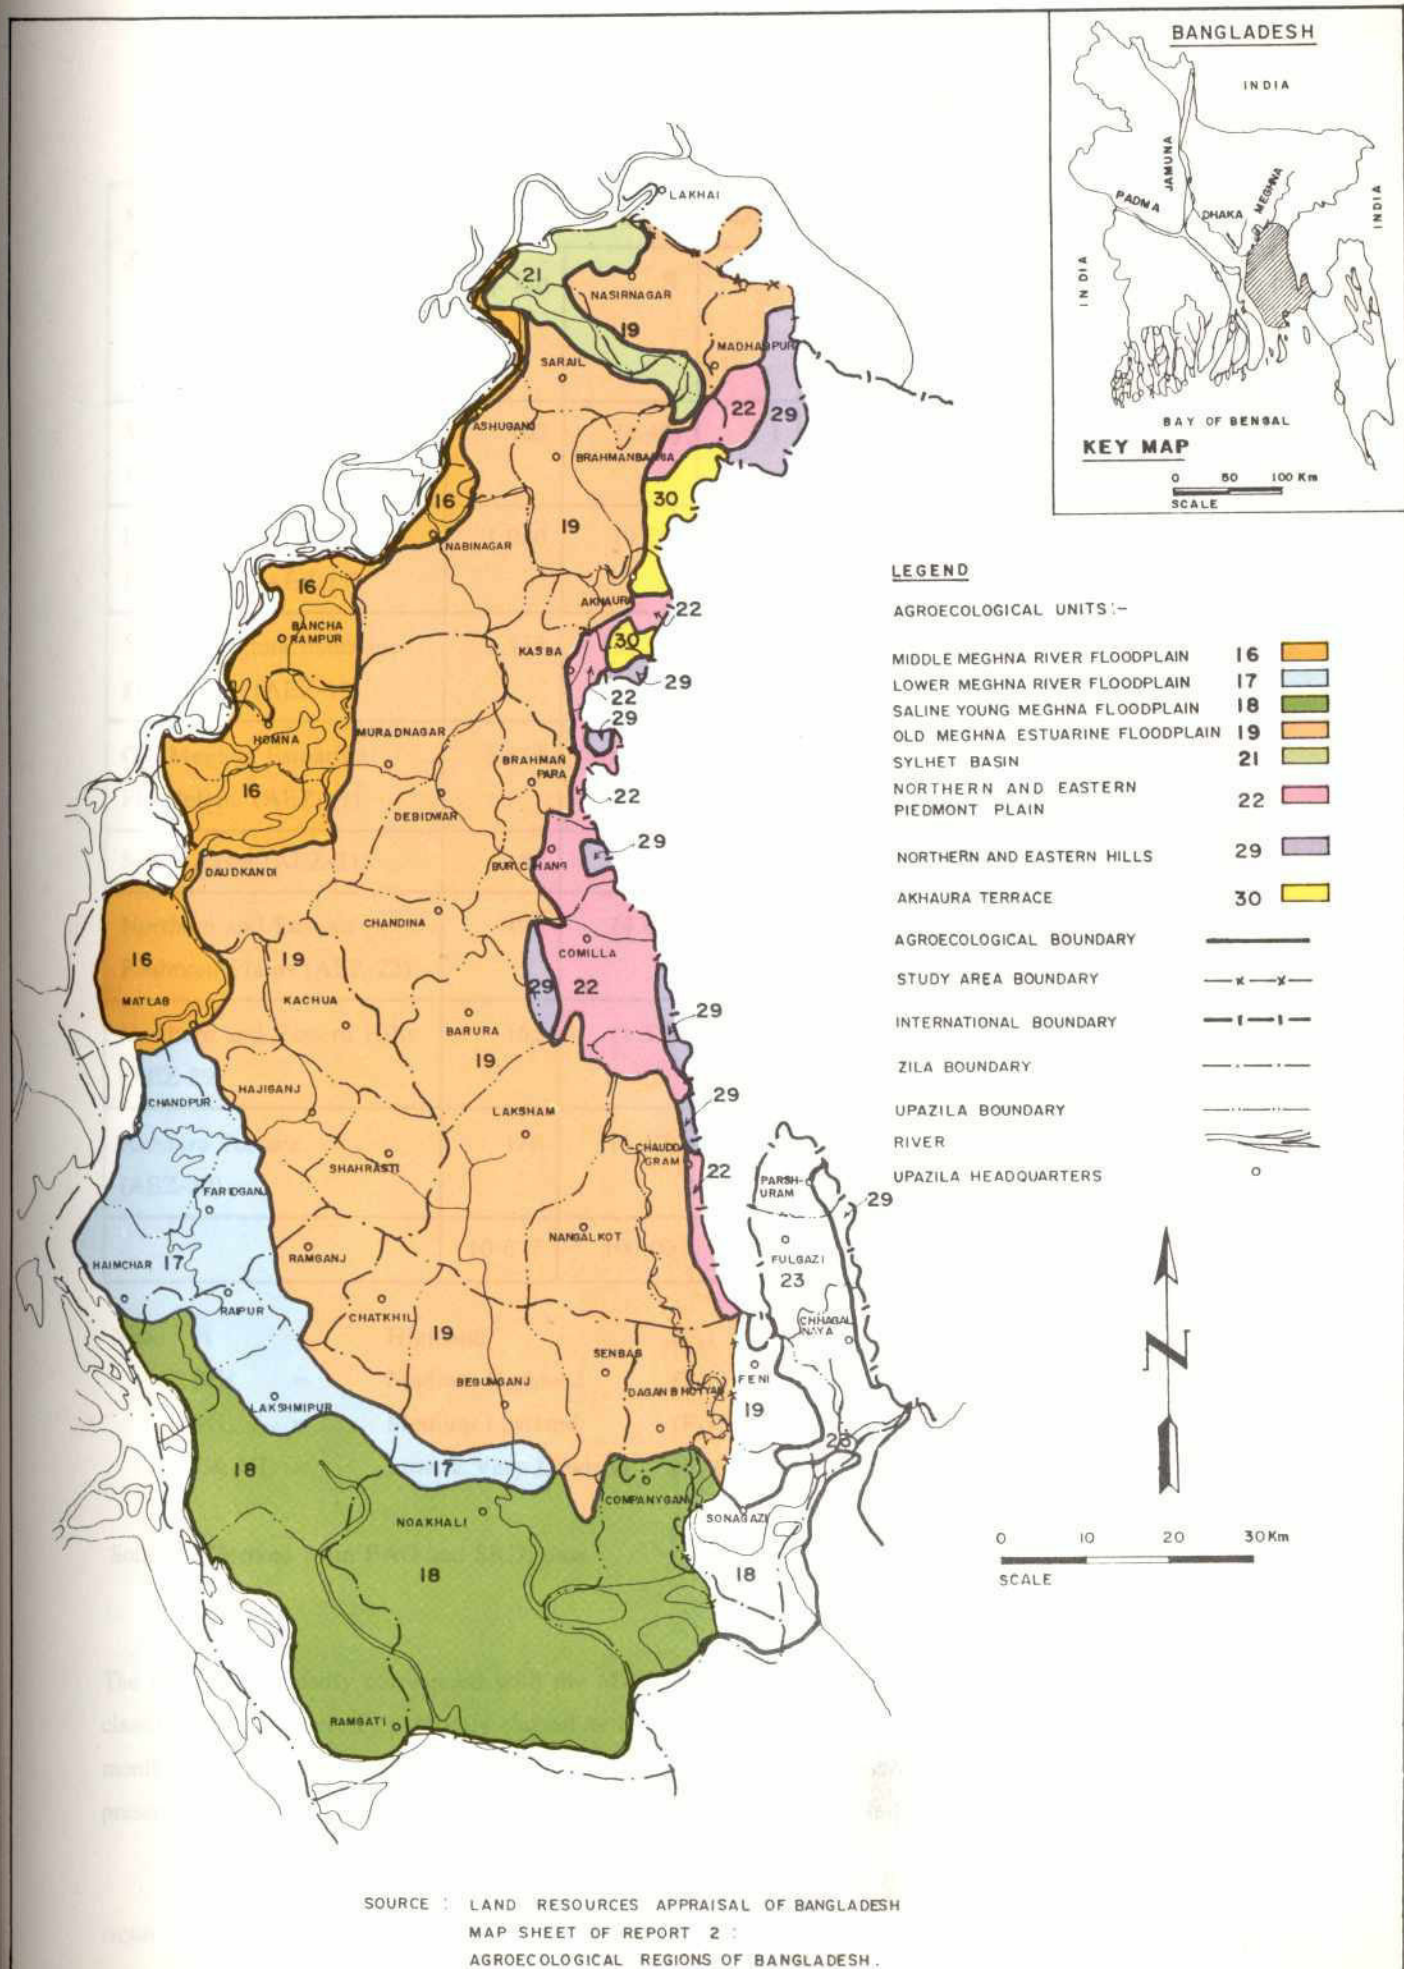 BANGLADESH
INDIA
JAMUNA
PADMA
DHAKA
MEGHNA
INDIA
INDIA
BAY OF BENGAL
KEY MAP
0 50 100 Km
SCALE
LAKHAI
21
NASIRNAGAR
19
MADHABPUR
SARAIL
22
29
ASHUGANJ
BRAHMANBARIA
16
30
19
NABINAGAR
16
AKHAURA
22
BANCHA
RAMPUR
30
KASBA
29
22
29
HOMNA
MURADNAGAR
BRAHMAN
PARA
16
22
DEBIDWAR
29
BURICHANG
DAUDKANDI
CHANDINA
COMILLA
16
19
29
22
MATLAB
KACHUA
29
BARURA
19
HAJIGANJ
CHANDPUR
29
LAKSHAM
CHAUDDA
GRAM
SHAHRASTI
22
PARSH-
URAM
FARIDGANJ
29
NANGALKOT
RAMGANJ
FULGAZI
HAIMCHAR 17
23
RAIPUR
CHATKHIL
CHHAGAL
NAYA
19
SENBAG
FENI
BEGUMGANJ
DAGANBHUIYAN
LAKSHMIPUR
19
23
18
17
COMPANYGANJ
NOAKHALI
SONAGAZI
18
18
RAMGATI
LEGEND
AGROECOLOGICAL UNITS :-
MIDDLE MEGHNA RIVER FLOODPLAIN 16
LOWER MEGHNA RIVER FLOODPLAIN 17
SALINE YOUNG MEGHNA FLOODPLAIN 18
OLD MEGHNA ESTUARINE FLOODPLAIN 19
SYLHET BASIN 21
NORTHERN AND EASTERN
PIEDMONT PLAIN 22
NORTHERN AND EASTERN HILLS 29
AKHAURA TERRACE 30
AGROECOLOGICAL BOUNDARY
STUDY AREA BOUNDARY
INTERNATIONAL BOUNDARY
ZILA BOUNDARY
UPAZILA BOUNDARY
RIVER
UPAZILA HEADQUARTERS
N
0 10 20 30 Km
SCALE
SOURCE : LAND RESOURCES APPRAISAL OF BANGLADESH
MAP SHEET OF REPORT 2 :
AGROECOLOGICAL REGIONS OF BANGLADESH.